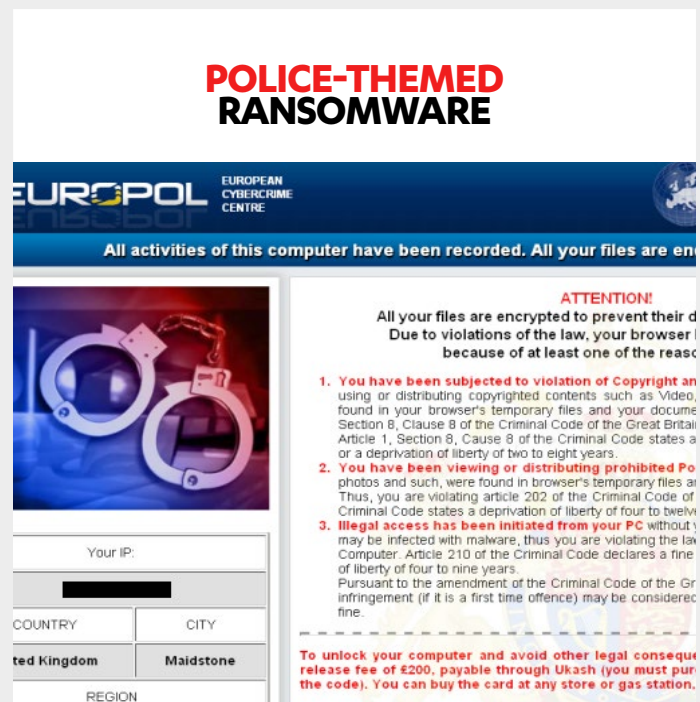 POLICE-THEMED
RANSOMWARE
EUROPOL
EUROPEAN
CYBERCRIME
CENTRE
All activities of this computer have been recorded. All your files are
ATTENTION!
All your files are encrypted to prevent their
Due to violations of the law, your browser
because of at least one of the
1. You have been subjected to violation of Copyright
using or distributing copyrighted contents such as Video,
found in your browser's temporary files and your
Section 8, Clause 8 of the Criminal Code of the Great
Article 1, Section 8, Cause 8 of the Criminal Code states a
or a deprivation of liberty of two to eight years.
2. You have been viewing or distributing prohibited
photos and such, were found in browser's temporary files
Thus, you are violating article 202 of the Criminal Code of
Criminal Code states a deprivation of liberty of four to
3. Illegal access has been initiated from your PC without
may be infected with malware, thus you are violating the
Computer. Article 210 of the Criminal Code declares a fine
of liberty of four to nine years.
Pursuant to the amendment of the Criminal Code of the
infringement (if it is a first time offence) may be considered
fine.
To unlock your computer and avoid other legal
release fee of £200, payable through Ukash (you must
the code). You can buy the card at any store or gas station.
Your IP:
COUNTRY CITY
ted Kingdom Maidstone
REGION